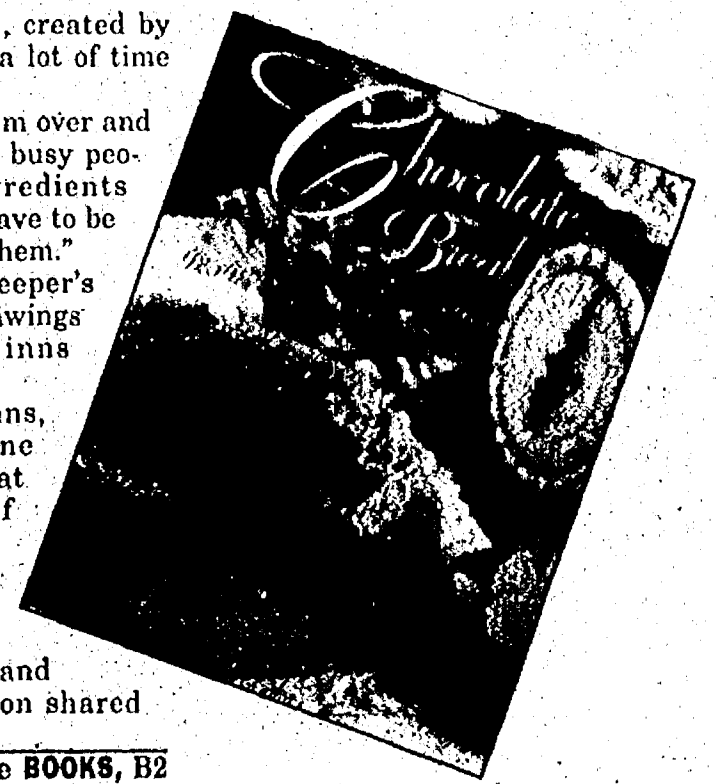 , created by
a lot of time
m over and
busy peo-
redients
ave to be
hem."
eeper's
wings
inns
ns,
ne
at
f
and
on shared
e BOOKS, B2
Chocolate
Bread